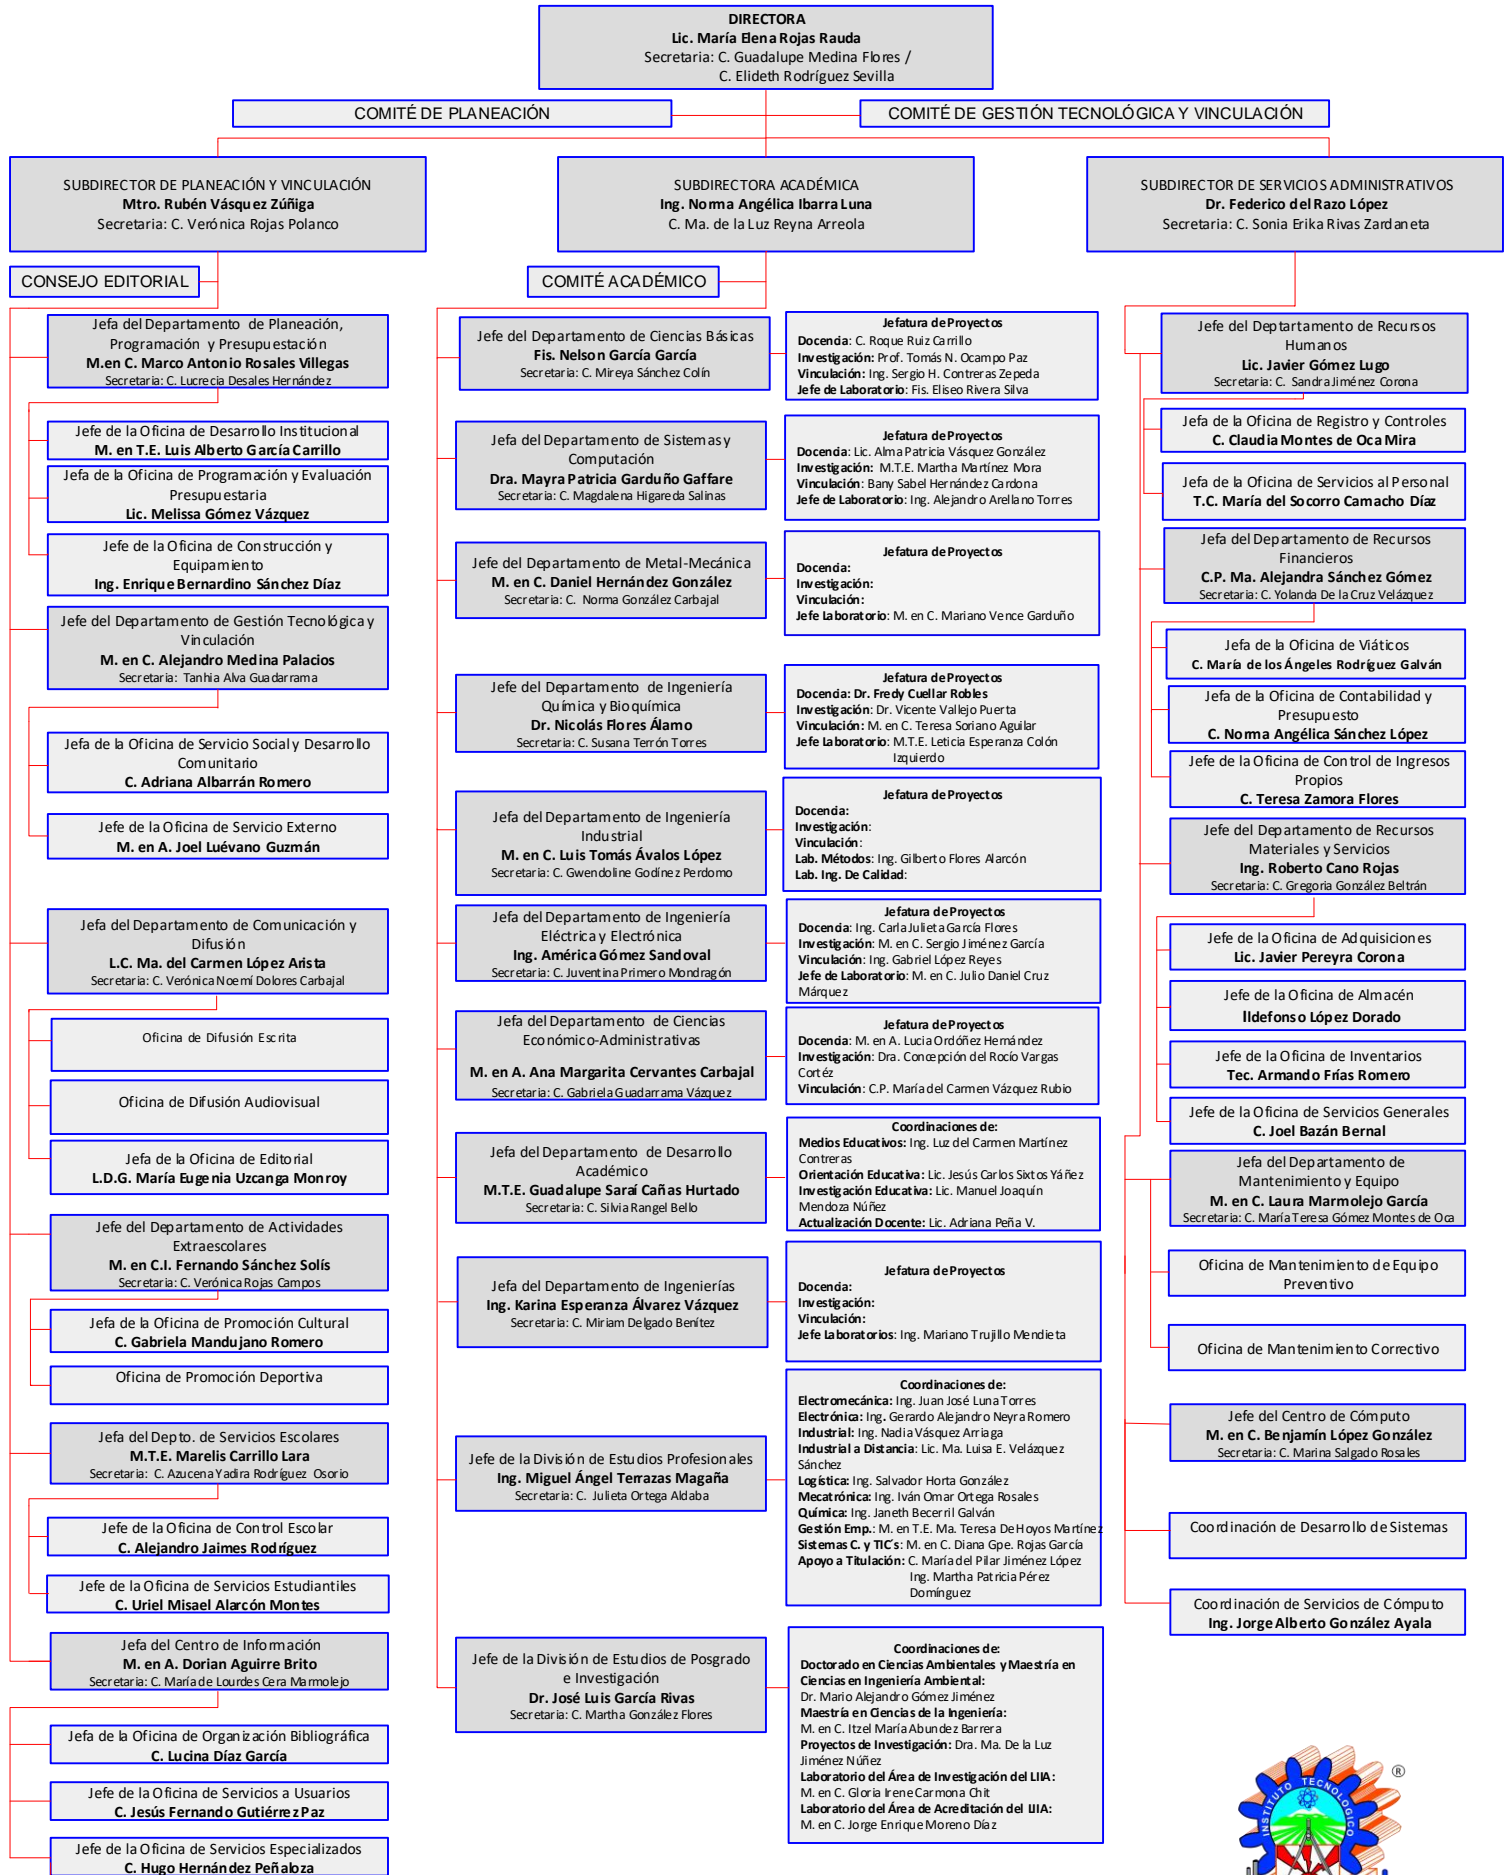 DIRECTORA
Lic. María Elena Rojas Rauda
Secretaria: C. Guadalupe Medina Flores /
C. Elideth Rodríguez Sevilla
COMITÉ DE PLANEACIÓN
COMITÉ DE GESTIÓN TECNOLÓGICA Y VINCULACIÓN
SUBDIRECTOR DE PLANEACIÓN Y VINCULACIÓN
Mtro. Rubén Vásquez Zúñiga
Secretaria: C. Verónica Rojas Polanco
SUBDIRECTORA ACADÉMICA
Ing. Norma Angélica Ibarra Luna
C. Ma. de la Luz Reyna Arreola
SUBDIRECTOR DE SERVICIOS ADMINISTRATIVOS
Dr. Federico del Razo López
Secretaria: C. Sonia Erika Rivas Zardaneta
CONSEJO EDITORIAL
Jefa del Departamento de Planeación,
Programación y Presupuestación
M.en C. Marco Antonio Rosales Villegas
Secretaria: C. Lucrecia Desales Hernández
Jefe de la Oficina de Desarrollo Institucional
M. en T.E. Luis Alberto García Carrillo
Jefa de la Oficina de Programación y Evaluación
Presupuestaria
Lic. Melissa Gómez Vázquez
Jefe de la Oficina de Construcción y
Equipamiento
Ing. Enrique Bernardino Sánchez Díaz
Jefe del Departamento de Gestión Tecnológica y
Vinculación
M. en C. Alejandro Medina Palacios
Secretaria: Tanhia Alva Guadarrama
Jefa de la Oficina de Servicio Social y Desarrollo
Comunitario
C. Adriana Albarrán Romero
Jefe de la Oficina de Servicio Externo
M. en A. Joel Luévano Guzmán
Jefa del Departamento de Comunicación y
Difusión
L.C. Ma. del Carmen López Arista
Secretaria: C. Verónica Noemí Dolores Carbajal
Oficina de Difusión Escrita
Oficina de Difusión Audiovisual
Jefa de la Oficina de Editorial
L.D.G. María Eugenia Uzcanga Monroy
Jefe del Departamento de Actividades
Extraescolares
M. en C.I. Fernando Sánchez Solís
Secretaria: C. Verónica Rojas Campos
Jefa de la Oficina de Promoción Cultural
C. Gabriela Mandujano Romero
Oficina de Promoción Deportiva
Jefa del Depto. de Servicios Escolares
M.T.E. Marelis Carrillo Lara
Secretaria: C. Azucena Yadira Rodríguez Osorio
Jefe de la Oficina de Control Escolar
C. Alejandro Jaimes Rodríguez
Jefe de la Oficina de Servicios Estudiantiles
C. Uriel Misael Alarcón Montes
Jefa del Centro de Información
M. en A. Dorian Aguirre Brito
Secretaria: C. María de Lourdes Cera Marmolejo
Jefa de la Oficina de Organización Bibliográfica
C. Lucina Díaz García
Jefe de la Oficina de Servicios a Usuarios
C. Jesús Fernando Gutiérrez Paz
Jefe de la Oficina de Servicios Especializados
C. Hugo Hernández Peñaloza
COMITÉ ACADÉMICO
Jefe del Departamento de Ciencias Básicas
Fis. Nelson García García
Secretaria: C. Mireya Sánchez Colín
Jefatura de Proyectos
Docencia: C. Roque Ruiz Carrillo
Investigación: Prof. Tomás N. Ocampo Paz
Vinculación: Ing. Sergio H. Contreras Zepeda
Jefe de Laboratorio: Fis. Eliseo Rivera Silva
Jefa del Departamento de Sistemas y
Computación
Dra. Mayra Patricia Garduño Gaffare
Secretaria: C. Magdalena Higareda Salinas
Jefatura de Proyectos
Docencia: Lic. Alma Patricia Vásquez González
Investigación: M.T.E. Martha Martínez Mora
Vinculación: Bany Sabel Hernández Cardona
Jefe de Laboratorio: Ing. Alejandro Arellano Torres
Jefe del Departamento de Metal-Mecánica
M. en C. Daniel Hernández González
Secretaria: C. Norma González Carbajal
Jefatura de Proyectos
Docencia:
Investigación:
Vinculación:
Jefe Laboratorio: M. en C. Mariano Vence Garduño
Jefe del Departamento de Ingeniería
Química y Bioquímica
Dr. Nicolás Flores Álamo
Secretaria: C. Susana Terrón Torres
Jefatura de Proyectos
Docencia: Dr. Fredy Cuellar Robles
Investigación: Dr. Vicente Vallejo Puerta
Vinculación: M. en C. Teresa Soriano Aguilar
Jefe Laboratorio: M.T.E. Leticia Esperanza Colón
Izquierdo
Jefa del Departamento de Ingeniería
Industrial
M. en C. Luis Tomás Ávalos López
Secretaria: C. Gwendoline Godínez Perdomo
Jefatura de Proyectos
Docencia:
Investigación:
Vinculación:
Lab. Métodos: Ing. Gilberto Flores Alarcón
Lab. Ing. De Calidad:
Jefa del Departamento de Ingeniería
Eléctrica y Electrónica
Ing. América Gómez Sandoval
Secretaria: C. Juventina Primero Mondragón
Jefatura de Proyectos
Docencia: Ing. Carla Julieta García Flores
Investigación: M. en C. Sergio Jiménez García
Vinculación: Ing. Gabriel López Reyes
Jefe de Laboratorio: M. en C. Julio Daniel Cruz
Márquez
Jefa del Departamento de Ciencias
Económico-Administrativas
M. en A. Ana Margarita Cervantes Carbajal
Secretaria: C. Gabriela Guadarrama Vázquez
Jefatura de Proyectos
Docencia: M. en A. Lucia Ordóñez Hernández
Investigación: Dra. Concepción del Rocío Vargas
Cortéz
Vinculación: C.P. María del Carmen Vázquez Rubio
Jefa del Departamento de Desarrollo
Académico
M.T.E. Guadalupe Saraí Cañas Hurtado
Secretaria: C. Silvia Rangel Bello
Coordinaciones de:
Medios Educativos: Ing. Luz del Carmen Martínez
Contreras
Orientación Educativa: Lic. Jesús Carlos Sixtos Yáñez
Investigación Educativa: Lic. Manuel Joaquín
Mendoza Núñez
Actualización Docente: Lic. Adriana Peña V.
Jefa del Departamento de Ingenierías
Ing. Karina Esperanza Álvarez Vázquez
Secretaria: C. Miriam Delgado Benítez
Jefatura de Proyectos
Docencia:
Investigación:
Vinculación:
Jefe Laboratorios: Ing. Mariano Trujillo Mendieta
Jefe de la División de Estudios Profesionales
Ing. Miguel Ángel Terrazas Magaña
Secretaria: C. Julieta Ortega Aldaba
Coordinaciones de:
Electromecánica: Ing. Juan José Luna Torres
Electrónica: Ing. Gerardo Alejandro Neyra Romero
Industrial: Ing. Nadia Vásquez Arriaga
Industrial a Distancia: Lic. Ma. Luisa E. Velázquez
Sánchez
Logística: Ing. Salvador Horta González
Mecatrónica: Ing. Iván Omar Ortega Rosales
Química: Ing. Janeth Becerril Galván
Gestión Emp.: M. en T.E. Ma. Teresa De Hoyos Martínez
Sistemas C. y TIC´s: M. en C. Diana Gpe. Rojas García
Apoyo a Titulación: C. María del Pilar Jiménez López
Ing. Martha Patricia Pérez
Domínguez
Jefe de la División de Estudios de Posgrado
e Investigación
Dr. José Luis García Rivas
Secretaria: C. Martha González Flores
Coordinaciones de:
Doctorado en Ciencias Ambientales y Maestría en
Ciencias en Ingeniería Ambiental:
Dr. Mario Alejandro Gómez Jiménez
Maestría en Ciencias de la Ingeniería:
M. en C. Itzel María Abundez Barrera
Proyectos de Investigación: Dra. Ma. De la Luz
Jiménez Núñez
Laboratorio del Área de Investigación del LIIA:
M. en C. Gloria Irene Carmona Chit
Laboratorio del Área de Acreditación del LIIA:
M. en C. Jorge Enrique Moreno Díaz
Jefe del Deptartamento de Recursos
Humanos
Lic. Javier Gómez Lugo
Secretaria: C. Sandra Jiménez Corona
Jefa de la Oficina de Registro y Controles
C. Claudia Montes de Oca Mira
Jefa de la Oficina de Servicios al Personal
T.C. María del Socorro Camacho Díaz
Jefa del Departamento de Recursos
Financieros
C.P. Ma. Alejandra Sánchez Gómez
Secretaria: C. Yolanda De la Cruz Velázquez
Jefa de la Oficina de Viáticos
C. María de los Ángeles Rodríguez Galván
Jefa de la Oficina de Contabilidad y
Presupuesto
C. Norma Angélica Sánchez López
Jefe de la Oficina de Control de Ingresos
Propios
C. Teresa Zamora Flores
Jefe del Departamento de Recursos
Materiales y Servicios
Ing. Roberto Cano Rojas
Secretaria: C. Gregoria González Beltrán
Jefe de la Oficina de Adquisiciones
Lic. Javier Pereyra Corona
Jefe de la Oficina de Almacén
Ildefonso López Dorado
Jefe de la Oficina de Inventarios
Tec. Armando Frías Romero
Jefe de la Oficina de Servicios Generales
C. Joel Bazán Bernal
Jefa del Departamento de
Mantenimiento y Equipo
M. en C. Laura Marmolejo García
Secretaria: C. María Teresa Gómez Montes de Oca
Oficina de Mantenimiento de Equipo
Preventivo
Oficina de Mantenimiento Correctivo
Jefe del Centro de Cómputo
M. en C. Benjamín López González
Secretaria: C. Marina Salgado Rosales
Coordinación de Desarrollo de Sistemas
Coordinación de Servicios de Cómputo
Ing. Jorge Alberto González Ayala
INSTITUTO TECNOLOGICO
®